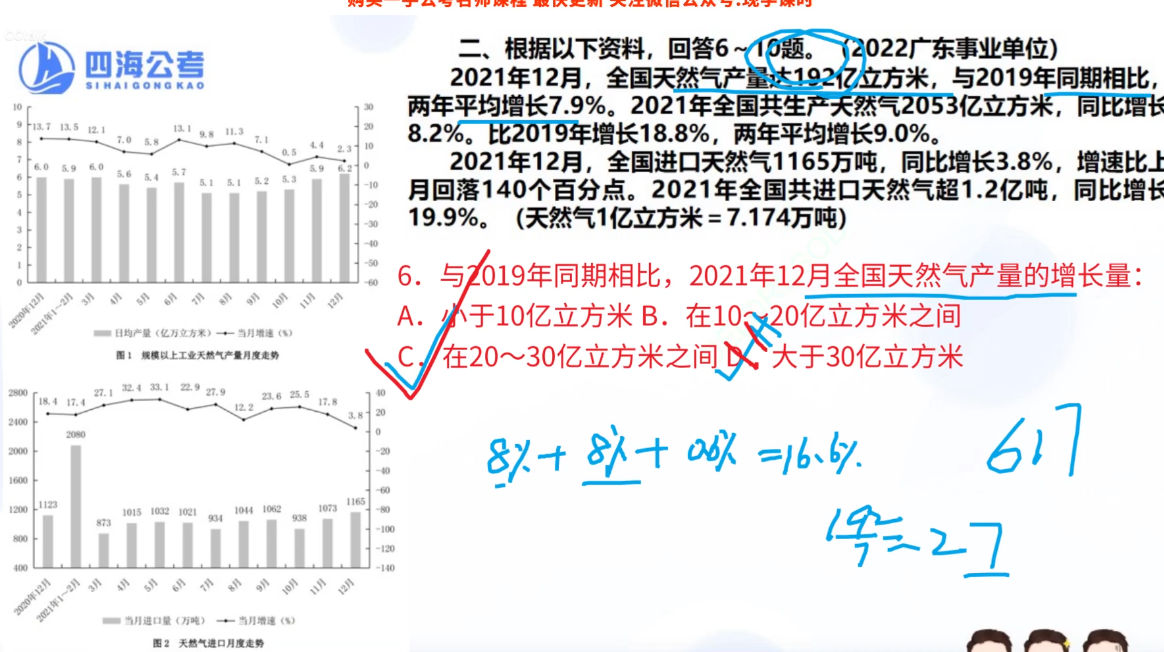 购买一手公考名师课程 最快更新 关注微信公众号:现学课时
四海公考
SIHAIGONGKAO
二、根据以下资料，回答6～10题。（2022广东事业单位）
2021年12月，全国天然气产量达192亿立方米，与2019年同期相比，
两年平均增长7.9%。2021年全国共生产天然气2053亿立方米，同比增长
8.2%。比2019年增长18.8%，两年平均增长9.0%。
2021年12月，全国进口天然气1165万吨，同比增长3.8%，增速比上
月回落140个百分点。2021年全国共进口天然气超1.2亿吨，同比增长
19.9%。（天然气1亿立方米＝7.174万吨）
6．与2019年同期相比，2021年12月全国天然气产量的增长量：
A．小于10亿立方米 B．在10～20亿立方米之间
C．在20～30亿立方米之间 D．大于30亿立方米
8%+8%+0.6%=16.6%.
617
192/7=27
10 9 8 7 6 5 4 3 2 1 0
30 20 10 0 -10 -20 -30 -40 -50 -60
13.7 13.5 12.1 7.0 5.8 13.1 9.8 11.3 7.1 0.5 4.4 2.3
6.0 5.9 6.0 5.6 5.4 5.7 5.1 5.1 5.2 5.3 5.9 6.2
2020年12月 2021年1~2月 3月 4月 5月 6月 7月 8月 9月 10月 11月 12月
日均产量（亿立方米） 当月增速（%）
图1 规模以上工业天然气产量月度走势
2800 2400 2000 1600 1200 800 400
40 20 0 -20 -40 -60 -80 -100 -120 -140
18.4 17.4 27.1 32.4 33.1 22.9 27.9 12.2 23.6 25.5 17.8 3.8
1123 2080 873 1015 1032 1021 934 1044 1062 938 1073 1165
2020年12月 2021年1~2月 3月 4月 5月 6月 7月 8月 9月 10月 11月 12月
当月进口量（万吨） 当月增速（%）
图2 天然气进口月度走势